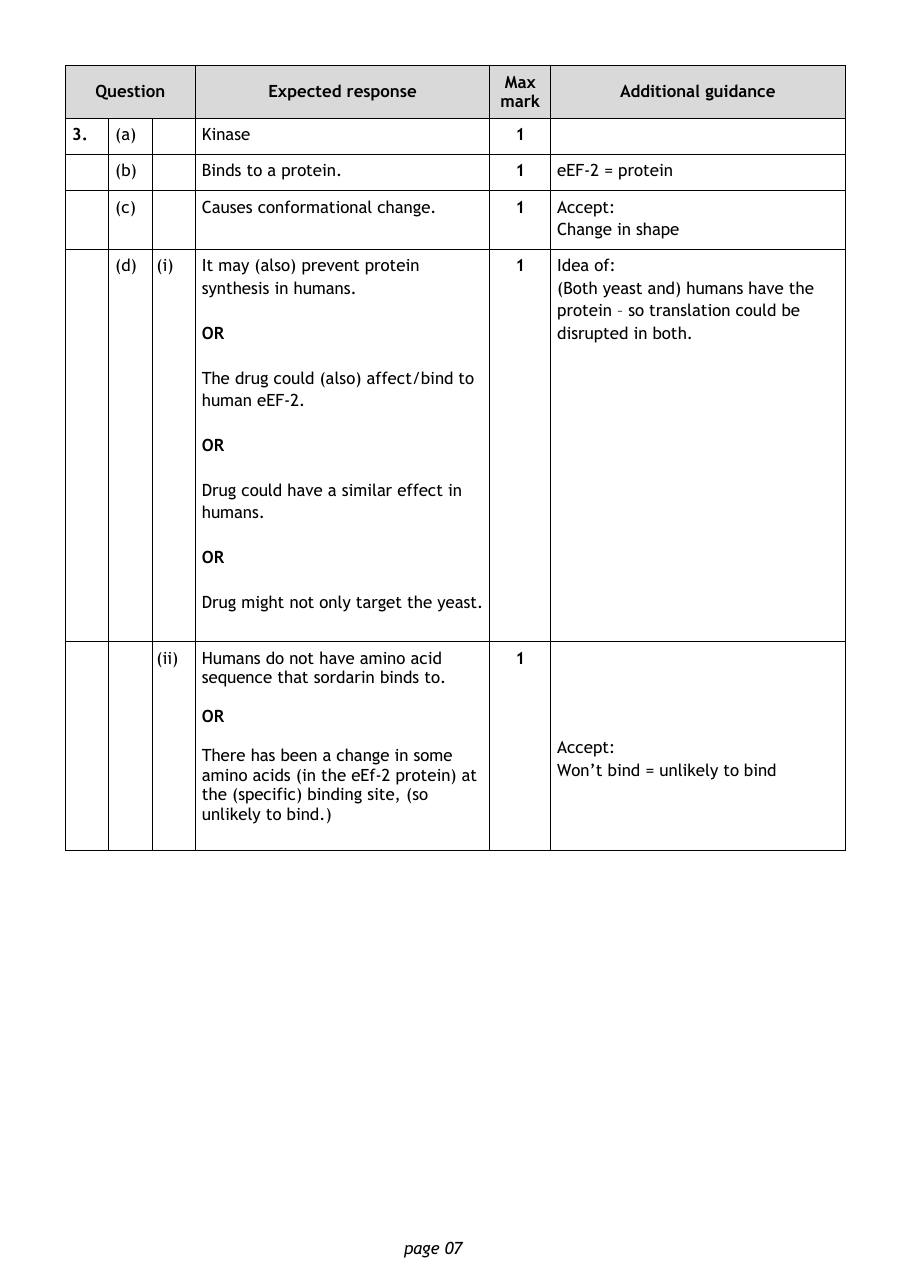 Question Expected response Max mark Additional guidance
3. (a) Kinase 1
(b) Binds to a protein. 1 eEF-2 = protein
(c) Causes conformational change. 1 Accept:
Change in shape
(d) (i) It may (also) prevent protein
synthesis in humans.
OR
The drug could (also) affect/bind to
human eEF-2.
OR
Drug could have a similar effect in
humans.
OR
Drug might not only target the yeast.
1
Idea of:
(Both yeast and) humans have the
protein – so translation could be
disrupted in both.
(ii) Humans do not have amino acid
sequence that sordarin binds to.
OR
There has been a change in some
amino acids (in the eEf-2 protein) at
the (specific) binding site, (so
unlikely to bind.)
1
Accept:
Won’t bind = unlikely to bind
page 07